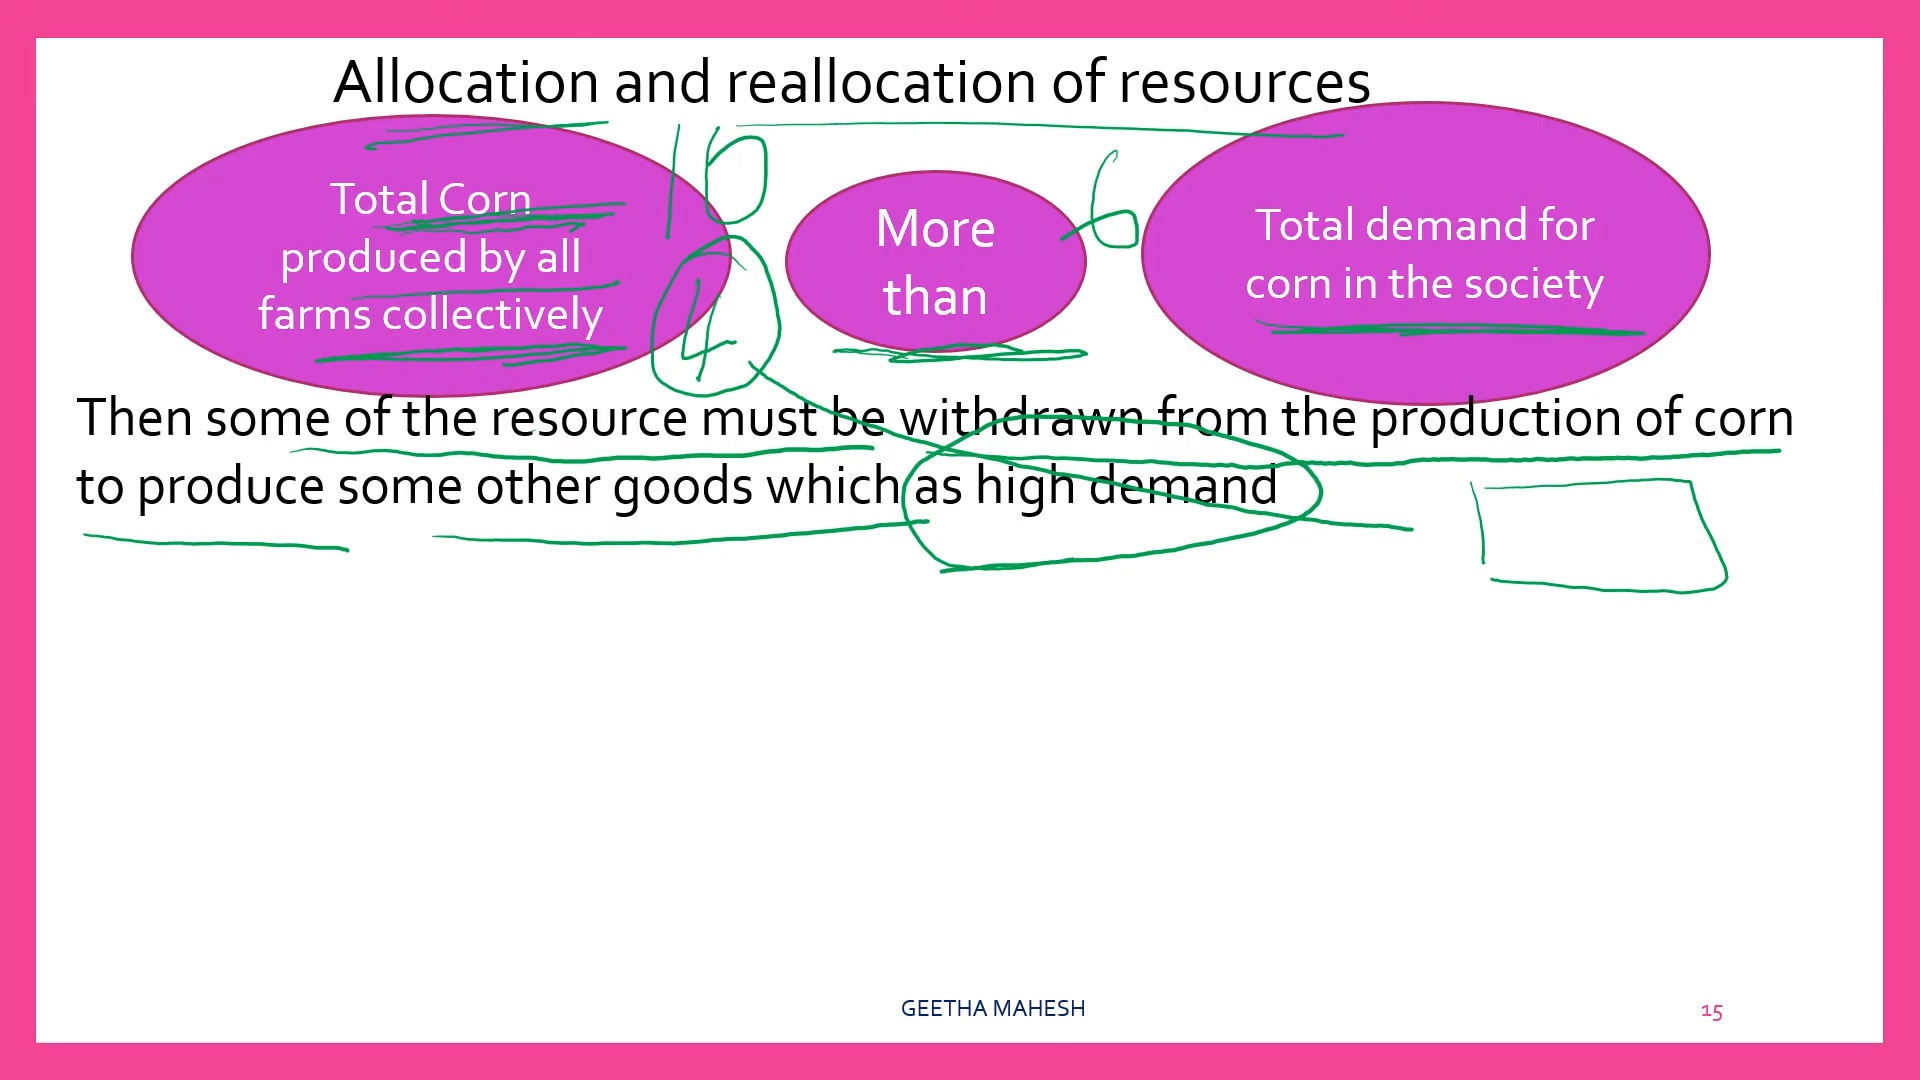 Allocation and reallocation of resources
Total Corn
produced by all
farms collectively
10
4
More
than
6
Total demand for
corn in the society
Then some of the resource must be withdrawn from the production of corn
to produce some other goods which as high demand
GEETHA MAHESH
15